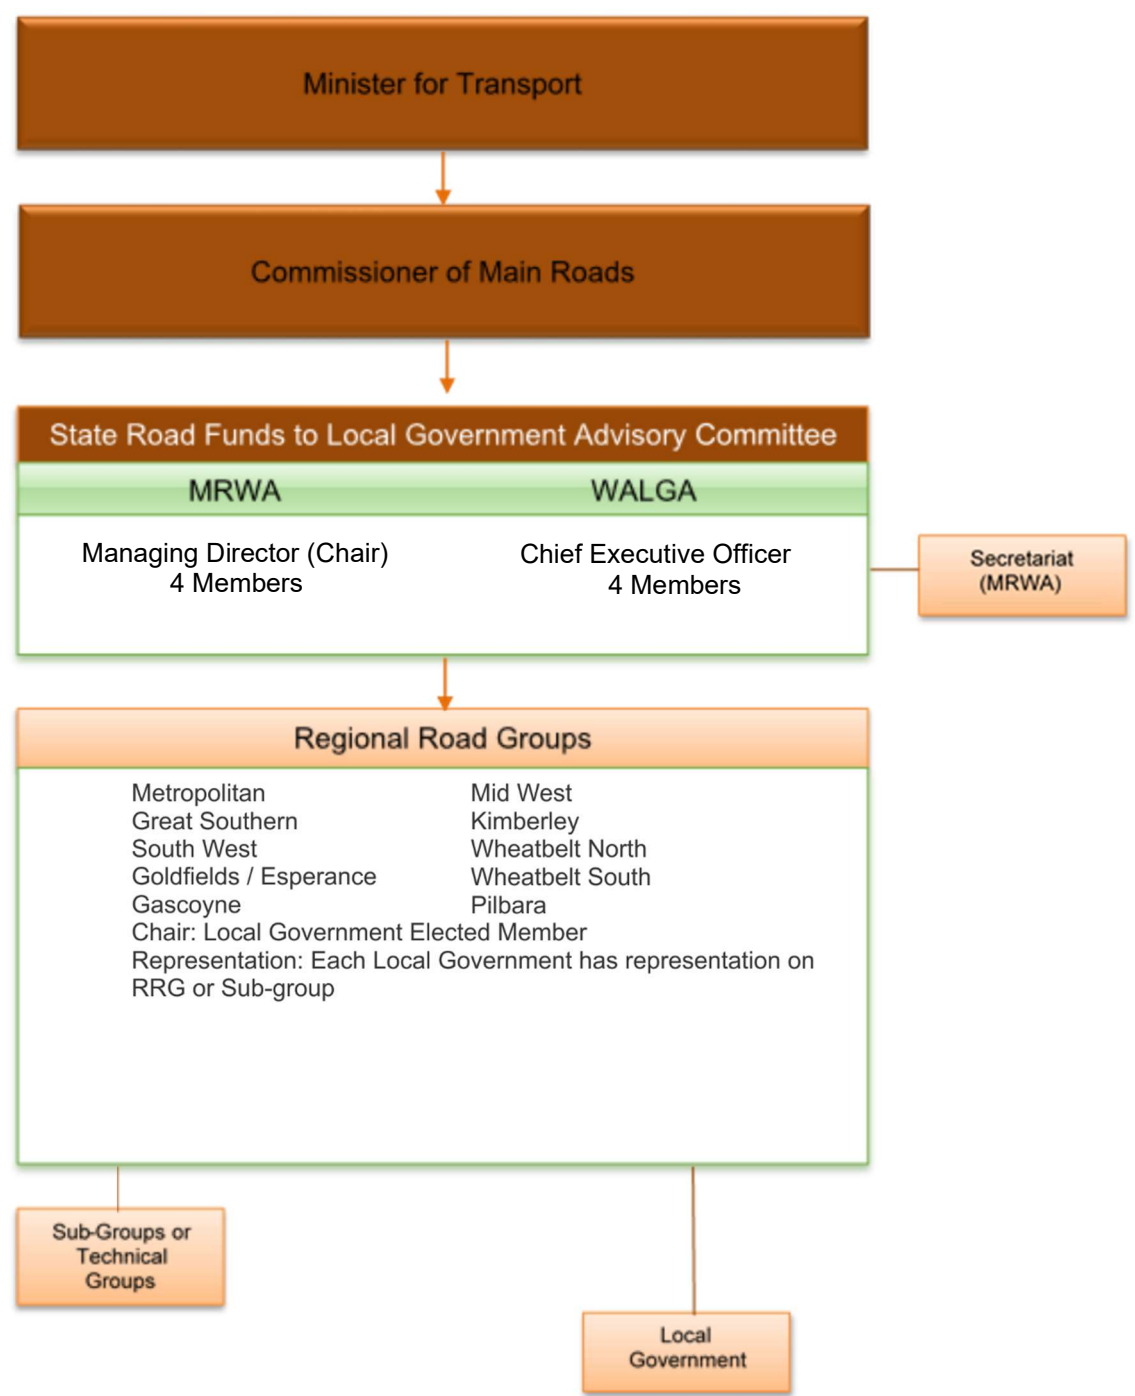 Minister for Transport
Commissioner of Main Roads
State Road Funds to Local Government Advisory Committee
MRWA WALGA
Managing Director (Chair) Chief Executive Officer
4 Members 4 Members
Secretariat
(MRWA)
Regional Road Groups
Metropolitan Mid West
Great Southern Kimberley
South West Wheatbelt North
Goldfields / Esperance Wheatbelt South
Gascoyne Pilbara
Chair: Local Government Elected Member
Representation: Each Local Government has representation on
RRG or Sub-group
Sub-Groups or
Technical
Groups
Local
Government